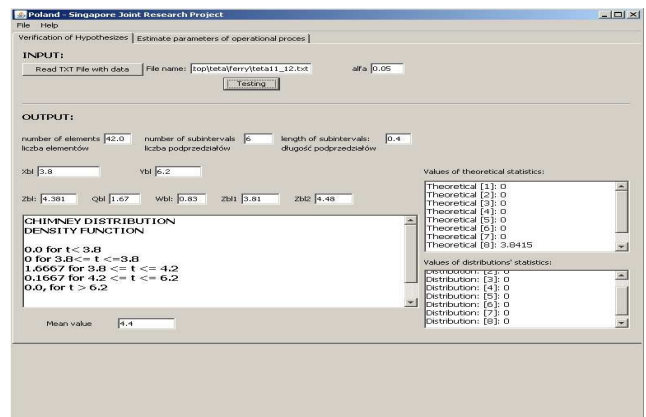 Poland - Singapore Joint Research Project
File Help
Verification of Hypothesizes Estimate parameters of operational proces
INPUT:
Read TXT File with data File name: top\teta\ferry\teta11_12.txt alfa 0.05
Testing
OUTPUT:
number of elements 42.0 number of subintervals 6 length of subintervals: 0.4
liczba elementów liczba podprzedziałów długość podprzedziałów
Xbl 3.8 Ybl 6.2
Zbl: 4.381 Qbl 1.67 Wbl: 0.83 Zbl1 3.81 Zbl2 4.48
CHIMNEY DISTRIBUTION
DENSITY FUNCTION
0.0 for t< 3.8
0 for 3.8<= t <=3.8
1.6667 for 3.8 <= t <= 4.2
0.1667 for 4.2 <= t <= 6.2
0.0, for t > 6.2
Mean value 4.4
Values of theoretical statistics:
Theoretical [1]: 0
Theoretical [2]: 0
Theoretical [3]: 0
Theoretical [4]: 0
Theoretical [5]: 0
Theoretical [6]: 0
Theoretical [7]: 0
Theoretical [8]: 3.8415
Values of distributions' statistics:
Distribution: [2]: 0
Distribution: [3]: 0
Distribution: [4]: 0
Distribution: [5]: 0
Distribution: [6]: 0
Distribution: [7]: 0
Distribution: [8]: 0